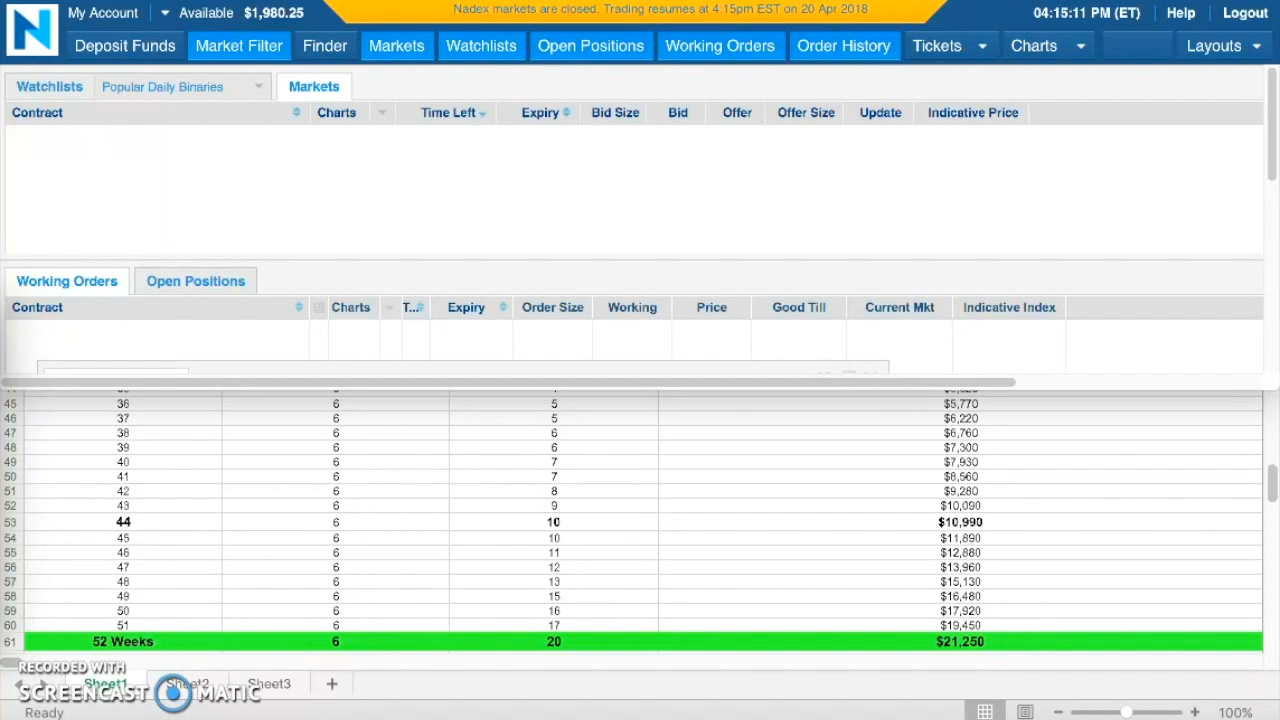 Nadex markets are closed. Trading resumes at 4.15pm EST on 20 Apr 2018
N My Account Available $1,980.25 04:15:11 PM (ET) Help Logout
Deposit Funds Market Filter Finder Markets Watchlists Open Positions Working Orders Order History Tickets Charts Layouts
Watchlists Popular Daily Binaries Markets
Contract Charts Time Left Expiry Bid Size Bid Offer Offer Size Update Indicative Price
Working Orders Open Positions
Contract Charts T... Expiry Order Size Working Price Good Till Current Mkt Indicative Index
45 36 6 5 $5,770
46 37 6 5 $6,220
47 38 6 6 $6,760
48 39 6 6 $7,300
49 40 6 7 $7,930
50 41 6 7 $8,560
51 42 6 8 $9,280
52 43 6 9 $10,090
53 44 6 10 $10,990
54 45 6 10 $11,890
55 46 6 11 $12,880
56 47 6 12 $13,960
57 48 6 13 $15,130
58 49 6 15 $16,480
59 50 6 16 $17,920
60 51 6 17 $19,450
61 52 Weeks 6 20 $21,250
RECORDED WITH
Sheet1 Sheet2 Sheet3 +
SCREENCAST MATIC
Ready 100%